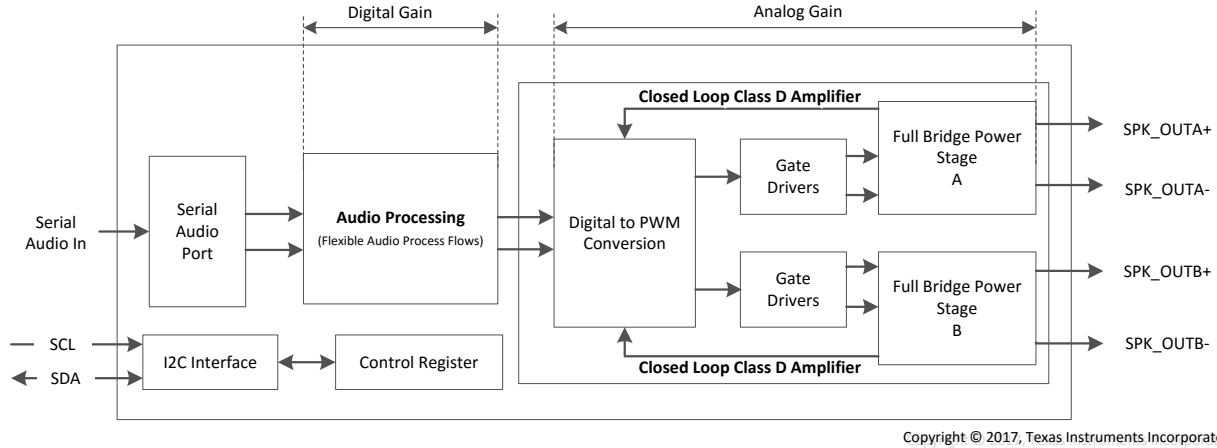 Digital Gain
Analog Gain
Closed Loop Class D Amplifier
SPK_OUTA+
Full Bridge Power
Stage
A
Gate
Drivers
SPK_OUTA-
Serial
Audio In
Serial
Audio
Port
Audio Processing
(Flexible Audio Process Flows)
Digital to PWM
Conversion
SPK_OUTB+
Gate
Drivers
Full Bridge Power
Stage
B
SPK_OUTB-
SCL
SDA
I2C Interface
Control Register
Closed Loop Class D Amplifier
Copyright © 2017, Texas Instruments Incorporat